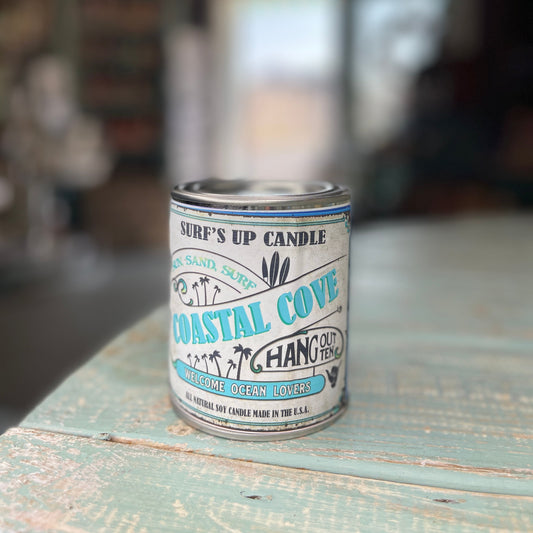 SURF'S UP CANDLE
SUN, SAND, SURF
COASTAL COVE
HANG OUT
TEN
WELCOME OCEAN LOVERS
ALL NATURAL SOY CANDLE MADE IN THE U.S.A.